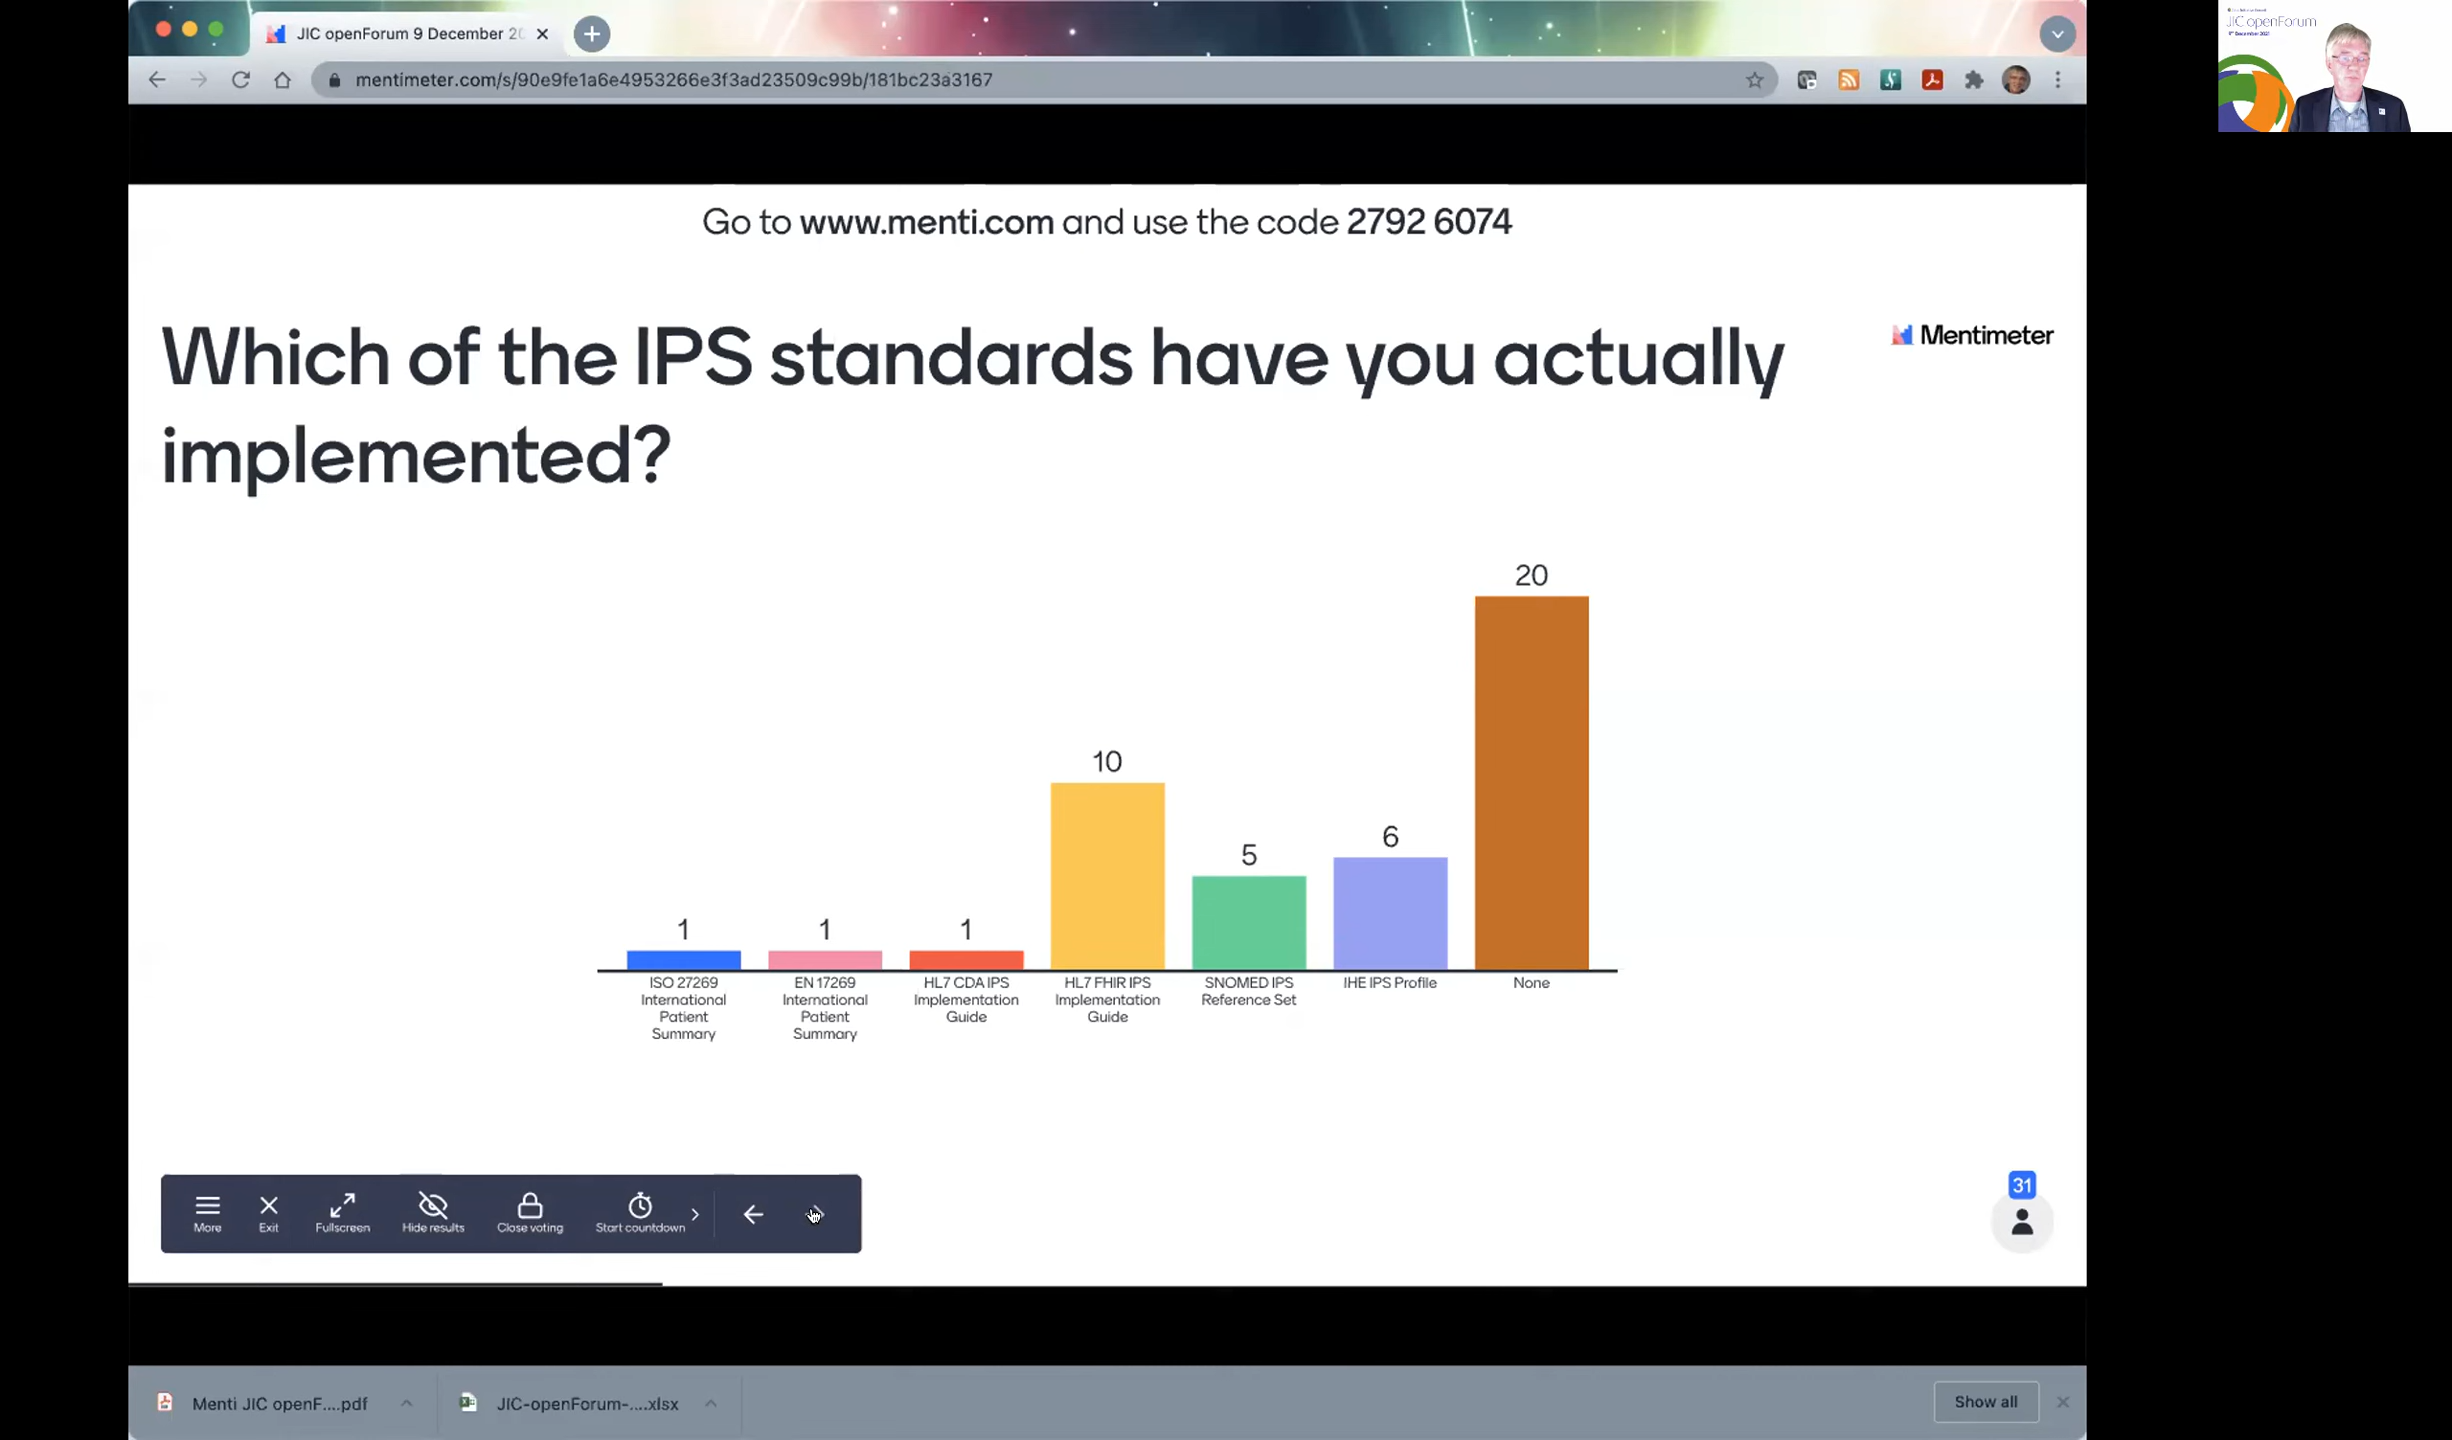 JIC openForum 9 December 20
mentimeter.com/s/90e9fe1a6e4953266e3f3ad23509c99b/181bc23a3167
JIC openForum
9th December 2021
Go to www.menti.com and use the code 2792 6074
Which of the IPS standards have you actually
implemented?
Mentimeter
20
10
6
5
1
1
1
ISO 27269
International
Patient
Summary
EN 17269
International
Patient
Summary
HL7 CDA IPS
Implementation
Guide
HL7 FHIR IPS
Implementation
Guide
SNOMED IPS
Reference Set
IHE IPS Profile
None
More
Exit
Fullscreen
Hide results
Close voting
Start countdown
31
Menti JIC openF....pdf
JIC-openForum-....xlsx
Show all